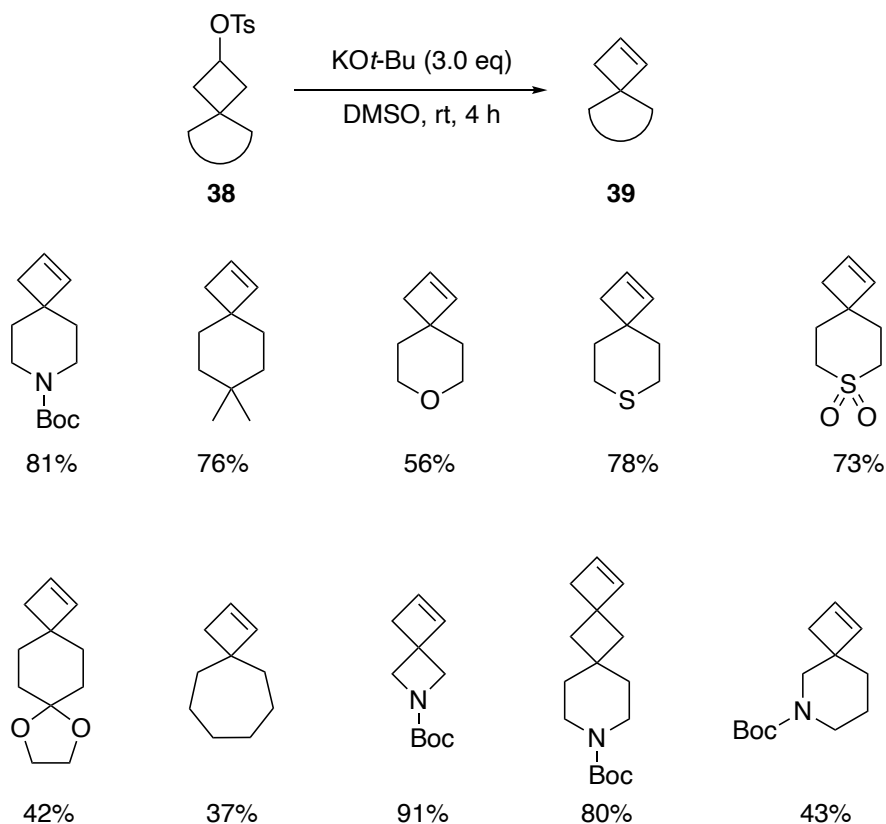 OTs
KOt-Bu (3.0 eq)
DMSO, rt, 4 h
38
39
N
Boc
O
S
S
O O
81%
76%
56%
78%
73%
O O
N
Boc
N
Boc
Boc N
42%
37%
91%
80%
43%